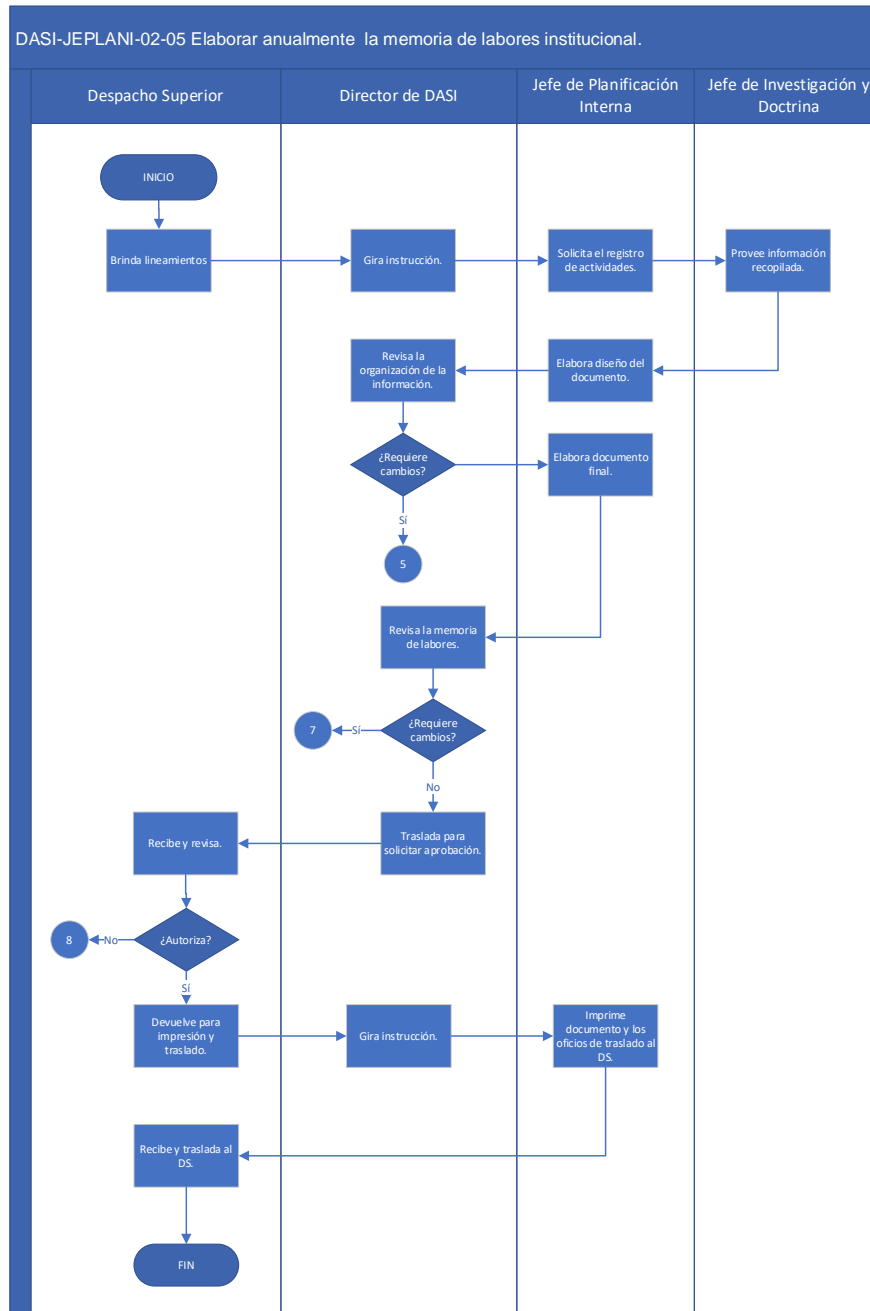 DASI-JEPLANI-02-05 Elaborar anualmente la memoria de labores institucional.
Despacho Superior
Director de DASI
Jefe de Planificación
Interna
Jefe de Investigación y
Doctrina
INICIO
Brinda lineamientos
Gira instrucción.
Solicita el registro
de actividades.
Provee información
recopilada.
Revisa la
organización de la
información.
Elabora diseño del
documento.
¿Requiere
cambios?
Elabora documento
final.
Sí
5
Revisa la memoria
de labores.
7
Sí
¿Requiere
cambios?
No
Recibe y revisa.
Traslada para
solicitar aprobación.
8
No
¿Autoriza?
Sí
Devuelve para
impresión y
traslado.
Gira instrucción.
Imprime
documento y los
oficios de traslado al
DS.
Recibe y traslada al
DS.
FIN